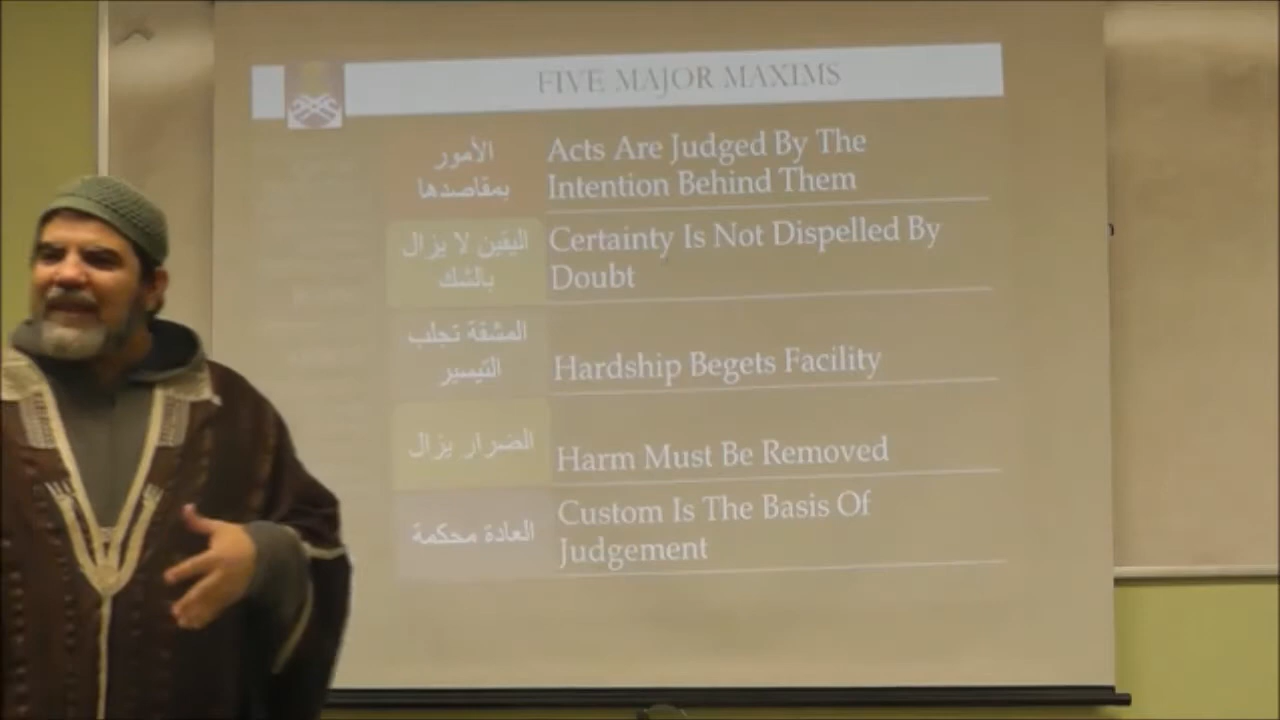 FIVE MAJOR MAXIMS
الأمور
بمقاصدها
Acts Are Judged By The
Intention Behind Them
اليقين لا يزال
بالشك
Certainty Is Not Dispelled By
Doubt
المشقة تجلب
التيسير
Hardship Begets Facility
الضرار يزال
Harm Must Be Removed
العادة محكمة
Custom Is The Basis Of
Judgement